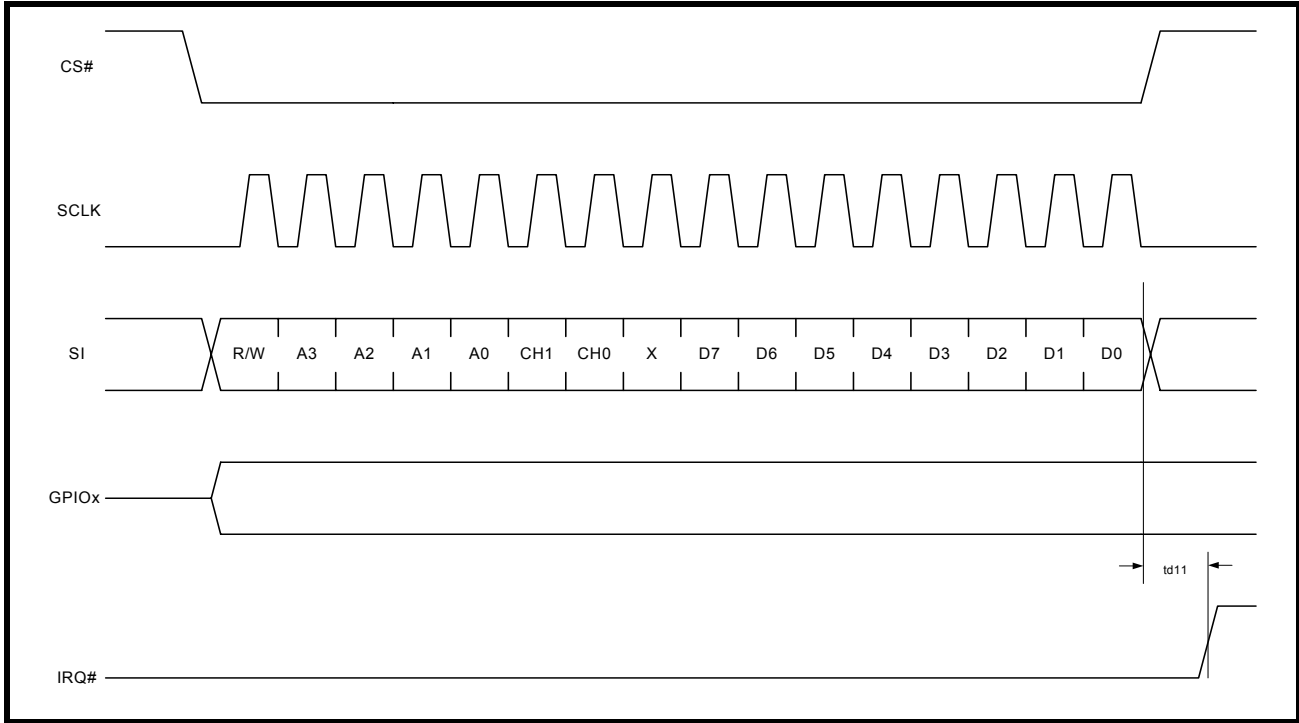 CS#
SCLK
SI
R/W A3 A2 A1 A0 CH1 CH0 X D7 D6 D5 D4 D3 D2 D1 D0
GPIOx
td11
IRQ#